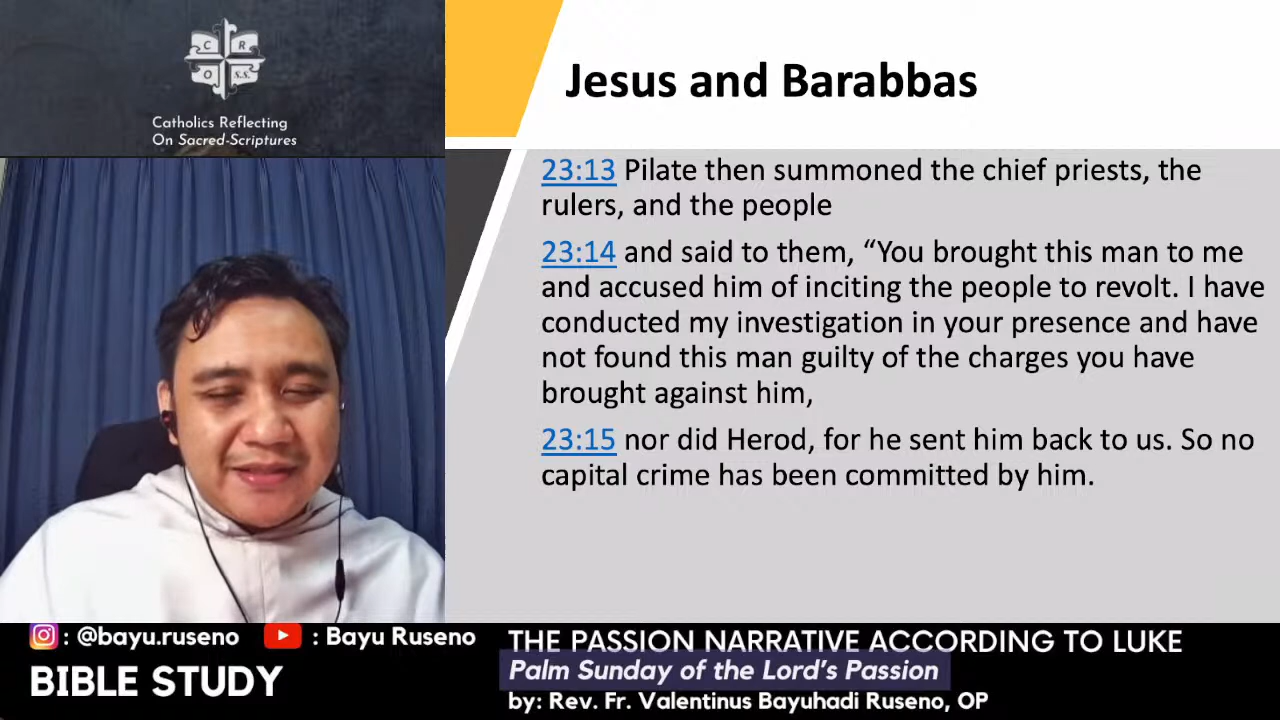 C R
O S.S.
Catholics Reflecting
On Sacred-Scriptures
Jesus and Barabbas
23:13 Pilate then summoned the chief priests, the
rulers, and the people
23:14 and said to them, “You brought this man to me
and accused him of inciting the people to revolt. I have
conducted my investigation in your presence and have
not found this man guilty of the charges you have
brought against him,
23:15 nor did Herod, for he sent him back to us. So no
capital crime has been committed by him.
: @bayu.ruseno : Bayu Ruseno
BIBLE STUDY
THE PASSION NARRATIVE ACCORDING TO LUKE
Palm Sunday of the Lord’s Passion
by: Rev. Fr. Valentinus Bayuhadi Ruseno, OP